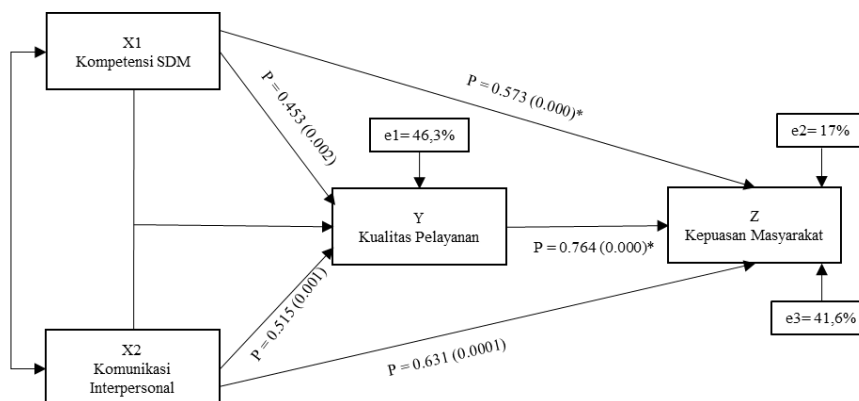 X1
Kompetensi SDM
P = 0.573 (0.000)*
P = 0.453 (0.002)
e1= 46,3%
e2= 17%
Y
Kualitas Pelayanan
Z
Kepuasan Masyarakat
P = 0.764 (0.000)*
P = 0.515 (0.001)
e3= 41,6%
X2
Komunikasi
Interpersonal
P = 0.631 (0.0001)